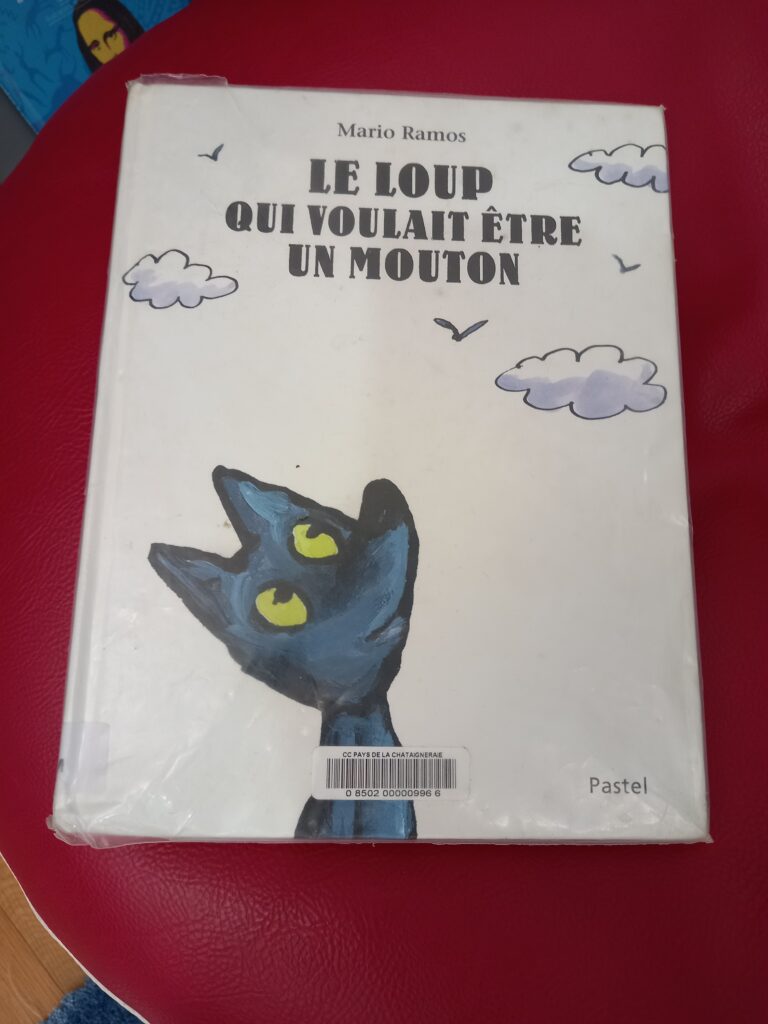 Mario Ramos
LE LOUP
QUI VOULAIT ÊTRE
UN MOUTON
CC PAYS DE LA CHATAIGNERAIE
0 8502 00000996 6
Pastel
M